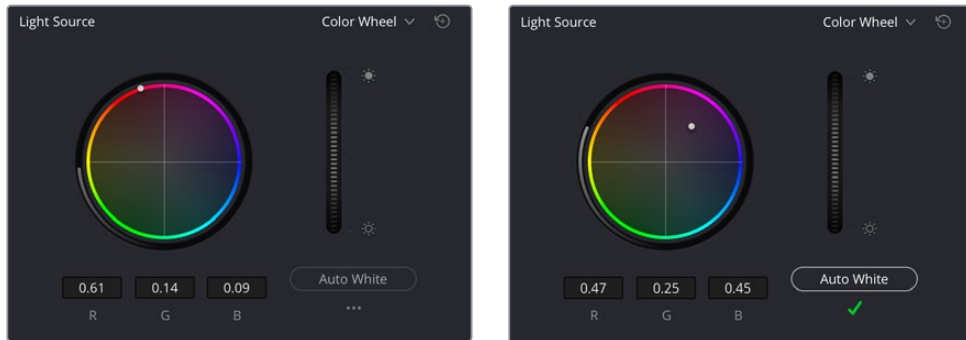 Light Source Color Wheel
0.61 0.14 0.09 Auto White
R G B
Light Source Color Wheel
0.47 0.25 0.45 Auto White
R G B